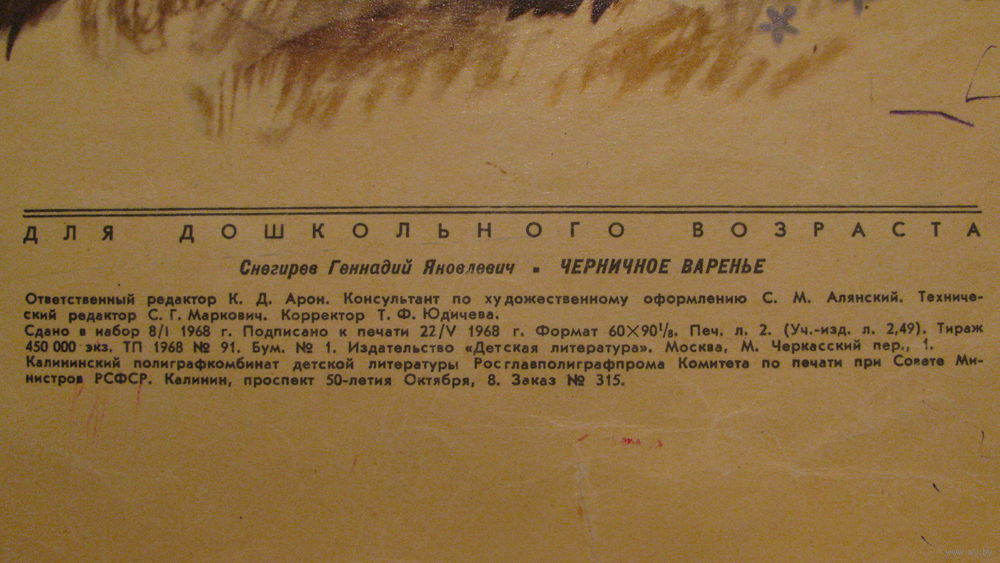 ДЛЯ ДОШКОЛЬНОГО ВОЗРАСТА
Снегирев Геннадий Яковлевич ▪ ЧЕРНИЧНОЕ ВАРЕНЬЕ
Ответственный редактор К. Д. Арон. Консультант по художественному оформлению С. М. Алянский. Техниче-
ский редактор С. Г. Маркович. Корректор Т. Ф. Юдичева.
Сдано в набор 8/I 1968 г. Подписано к печати 22/V 1968 г. Формат 60×90¹/₈. Печ. л. 2. (Уч.-изд. л. 2,49). Тираж
450 000 экз. ТП 1968 № 91. Бум. № 1. Издательство «Детская литература». Москва, М. Черкасский пер., 1.
Калининский полиграфкомбинат детской литературы Росглавполиграфпрома Комитета по печати при Совете Ми-
нистров РСФСР. Калинин, проспект 50-летия Октября, 8. Заказ № 315.